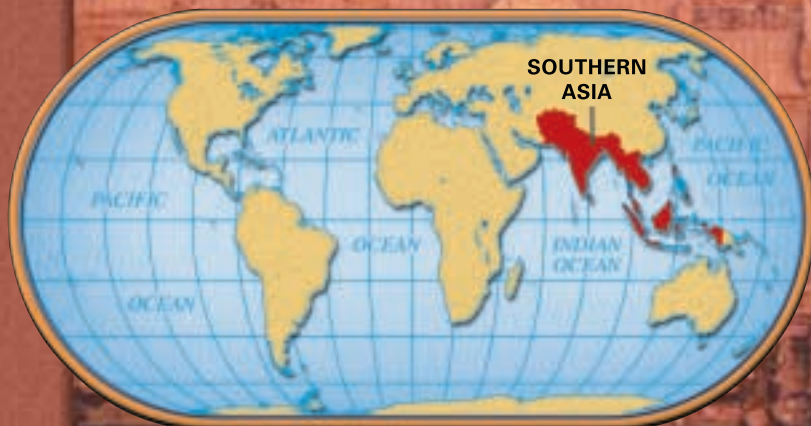 SOUTHERN
ASIA
ATLANTIC
PACIFIC
OCEAN
PACIFIC
OCEAN
OCEAN
INDIAN
OCEAN